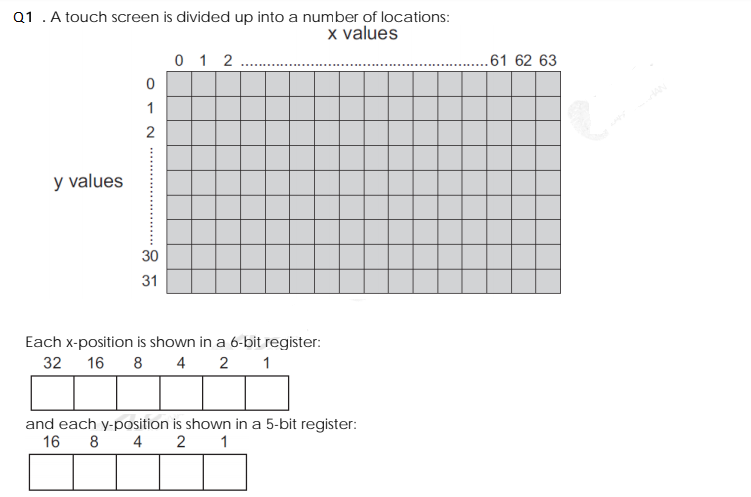 Q1 . A touch screen is divided up into a number of locations:
x values
0 1 2 ........................................................ 61 62 63
0
1
2
y values
30
31
Each x-position is shown in a 6-bit register:
32 16 8 4 2 1
and each y-position is shown in a 5-bit register:
16 8 4 2 1